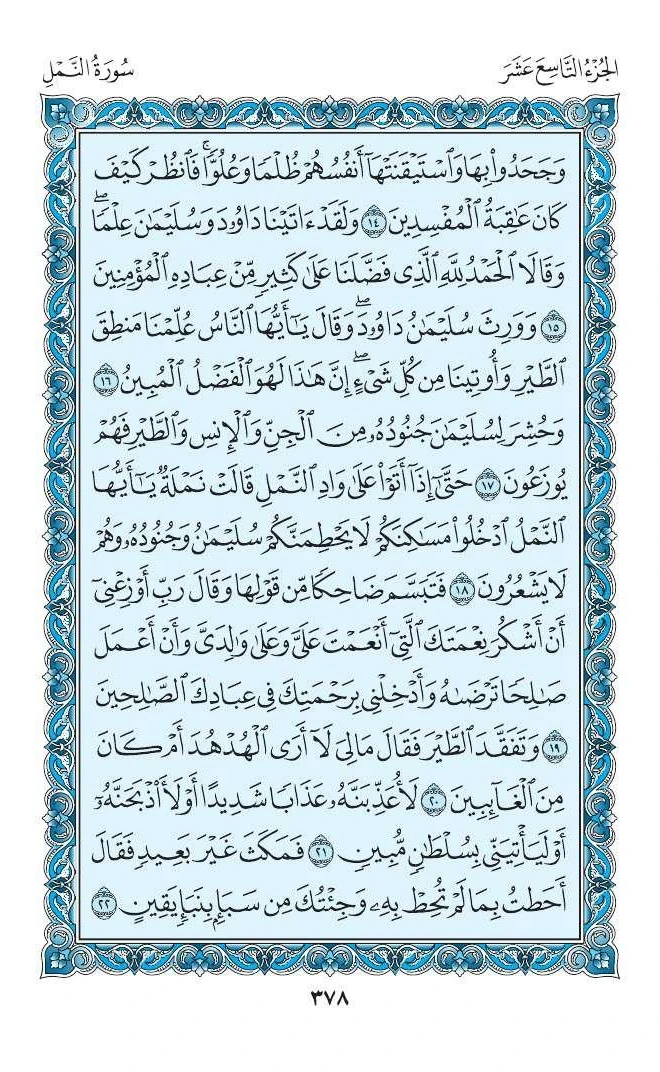 الجُزْءُ التَّاسِعَ عَشَرَ
سُورَةُ النَّمْلِ
وَجَحَدُوا۟ بِهَا وَٱسْتَيْقَنَتْهَآ أَنفُسُهُمْ ظُلْمًا وَعُلُوًّا ۚ فَٱنظُرْ كَيْفَ
كَانَ عَـٰقِبَةُ ٱلْمُفْسِدِينَ ١٤ وَلَقَدْ ءَاتَيْنَا دَاوُۥدَ وَسُلَيْمَـٰنَ عِلْمًا ۖ
وَقَالَا ٱلْحَمْدُ لِلَّهِ ٱلَّذِى فَضَّلَنَا عَلَىٰ كَثِيرٍ مِّنْ عِبَادِهِ ٱلْمُؤْمِنِينَ
١٥ وَوَرِثَ سُلَيْمَـٰنُ دَاوُۥدَ ۖ وَقَالَ يَـٰٓأَيُّهَا ٱلنَّاسُ عُلِّمْنَا مَنطِقَ
ٱلطَّيْرِ وَأُوتِينَا مِن كُلِّ شَىْءٍ ۖ إِنَّ هَـٰذَا لَهُوَ ٱلْفَضْلُ ٱلْمُبِينُ ١٦
وَحُشِرَ لِسُلَيْمَـٰنَ جُنُودُهُۥ مِنَ ٱلْجِنِّ وَٱلْإِنسِ وَٱلطَّيْرِ فَهُمْ
يُوزَعُونَ ١٧ حَتَّىٰٓ إِذَآ أَتَوْا۟ عَلَىٰ وَادِ ٱلنَّمْلِ قَالَتْ نَمْلَةٌ يَـٰٓأَيُّهَا
ٱلنَّمْلُ ٱدْخُلُوا۟ مَسَـٰكِنَكُمْ لَا يَحْطِمَنَّكُمْ سُلَيْمَـٰنُ وَجُنُودُهُۥ وَهُمْ
لَا يَشْعُرُونَ ١٨ فَتَبَسَّمَ ضَاحِكًا مِّن قَوْلِهَا وَقَالَ رَبِّ أَوْزِعْنِىٓ
أَنْ أَشْكُرَ نِعْمَتَكَ ٱلَّتِىٓ أَنْعَمْتَ عَلَىَّ وَعَلَىٰ وَٰلِدَىَّ وَأَنْ أَعْمَلَ
صَـٰلِحًا تَرْضَىٰهُ وَأَدْخِلْنِى بِرَحْمَتِكَ فِى عِبَادِكَ ٱلصَّـٰلِحِينَ
١٩ وَتَفَقَّدَ ٱلطَّيْرَ فَقَالَ مَالِىَ لَآ أَرَى ٱلْهُدْهُدَ أَمْ كَانَ
مِنَ ٱلْغَآئِبِينَ ٢٠ لَأُعَذِّبَنَّهُۥ عَذَابًا شَدِيدًا أَوْ لَأَا۟ذْبَحَنَّهُۥٓ
أَوْ لَيَأْتِيَنِّى بِسُلْطَـٰنٍ مُّبِينٍ ٢١ فَمَكَثَ غَيْرَ بَعِيدٍ فَقَالَ
أَحَطتُ بِمَا لَمْ تُحِطْ بِهِۦ وَجِئْتُكَ مِن سَبَإٍۭ بِنَبَإٍ يَقِينٍ ٢٢
٣٧٨